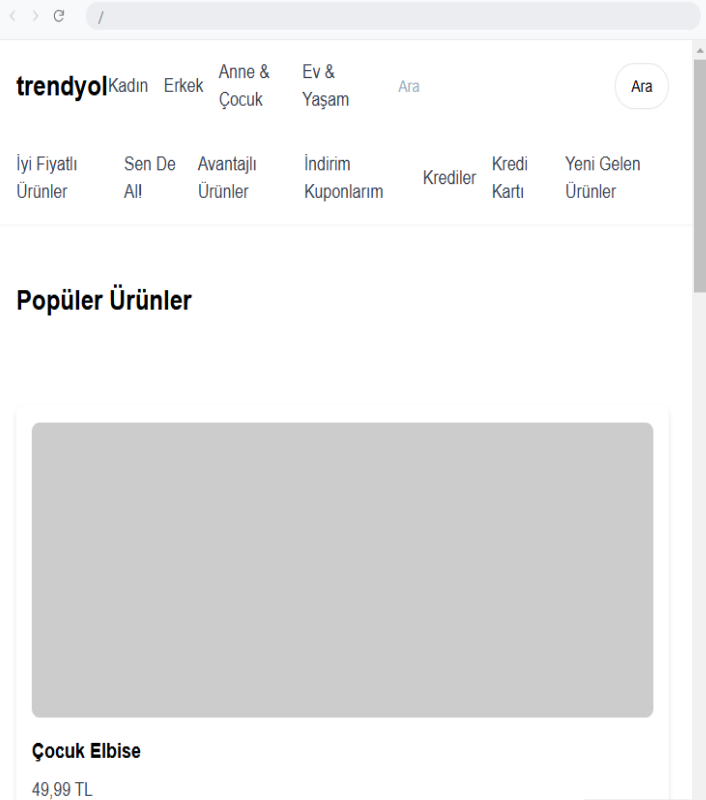 /
trendyol Kadın Erkek Anne & Çocuk Ev & Yaşam Ara Ara
İyi Fiyatlı Ürünler Sen De Al! Avantajlı Ürünler İndirim Kuponlarım Krediler Kredi Kartı Yeni Gelen Ürünler
Popüler Ürünler
Çocuk Elbise
49,99 TL